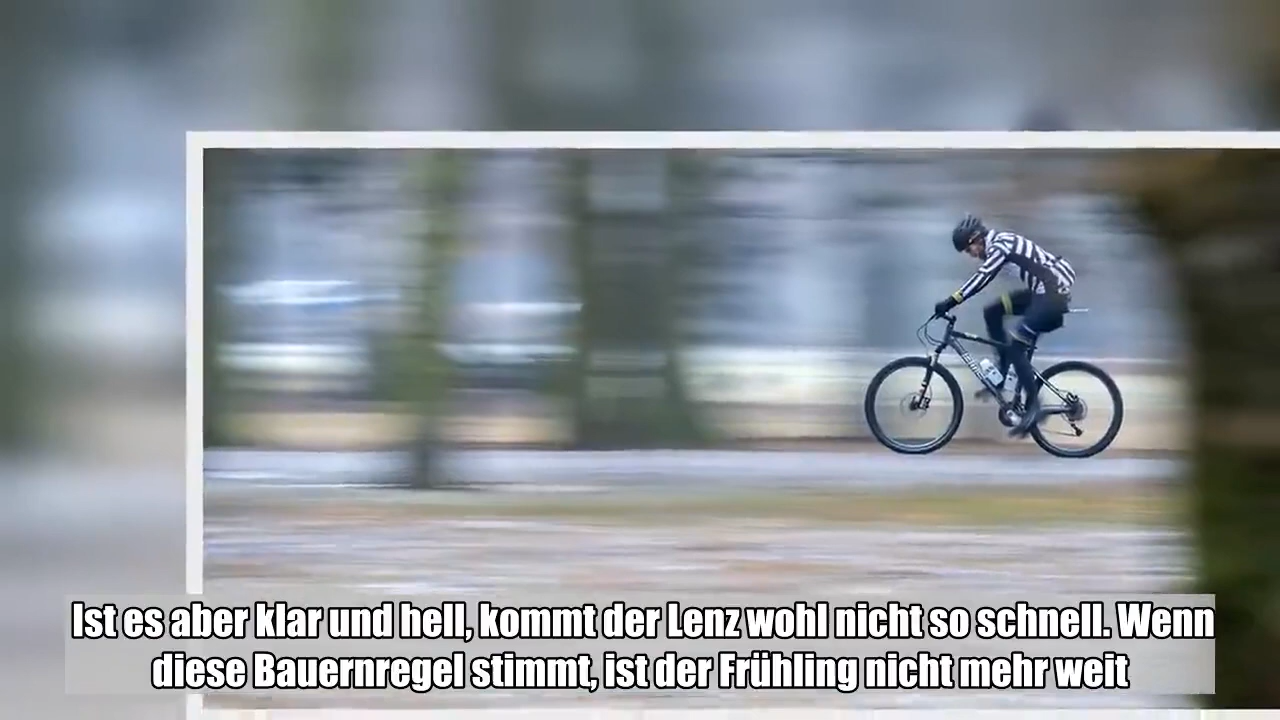 Ist es aber klar und hell, kommt der Lenz wohl nicht so schnell. Wenn
diese Bauernregel stimmt, ist der Frühling nicht mehr weit